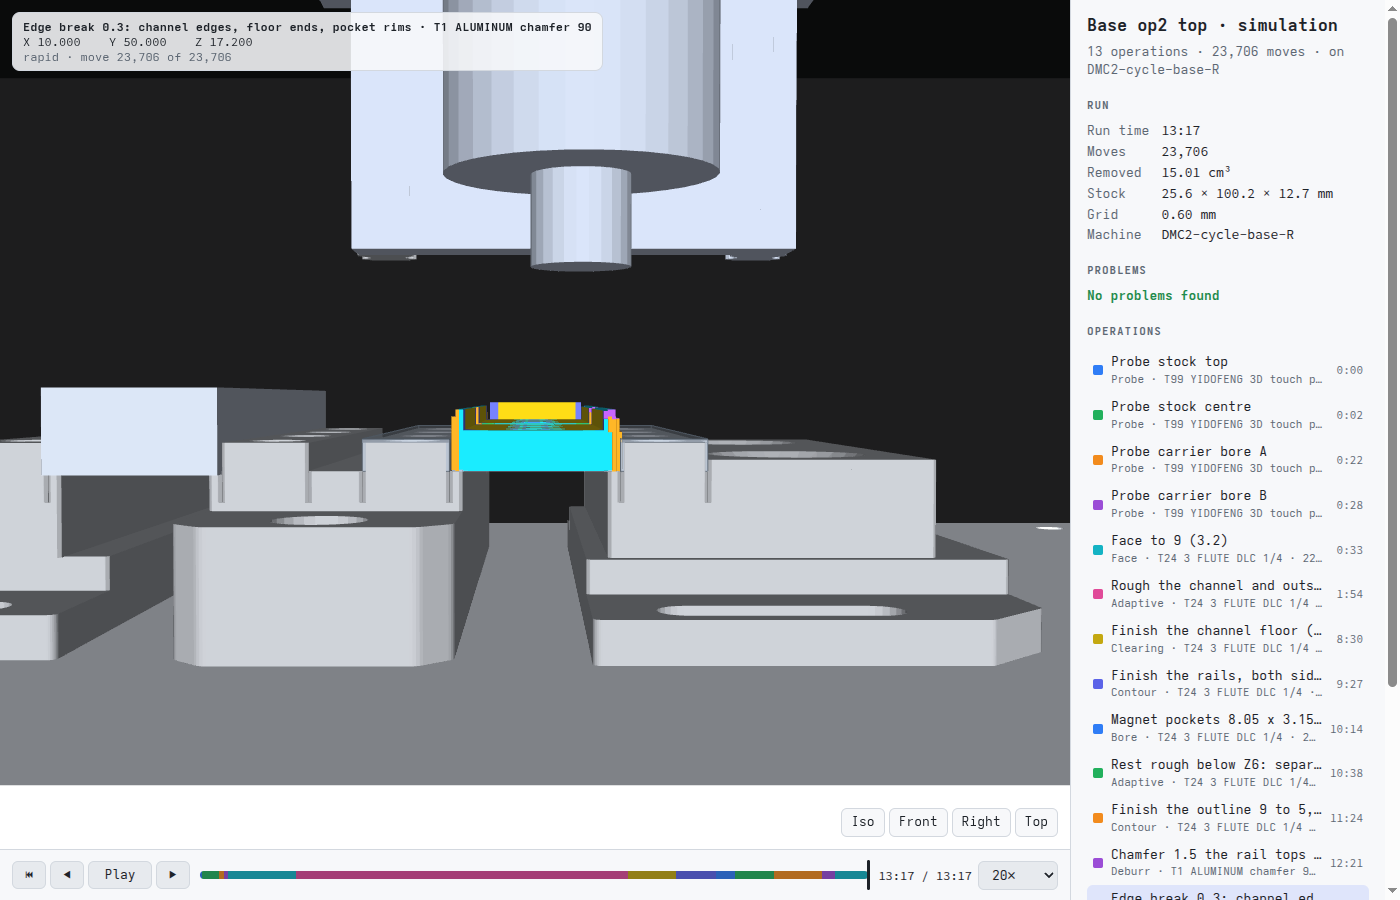 Edge break 0.3: channel edges, floor ends, pocket rims · T1 ALUMINUM chamfer 90
X 10.000 Y 50.000 Z 17.200
rapid · move 23,706 of 23,706
Iso
Front
Right
Top
Play
13:17 / 13:17
20×
Base op2 top · simulation
13 operations · 23,706 moves · on
DMC2-cycle-base-R
RUN
Run time 13:17
Moves 23,706
Removed 15.01 cm³
Stock 25.6 × 100.2 × 12.7 mm
Grid 0.60 mm
Machine DMC2-cycle-base-R
PROBLEMS
No problems found
OPERATIONS
Probe stock top
Probe · T99 YIDOFENG 3D touch p…
0:00
Probe stock centre
Probe · T99 YIDOFENG 3D touch p…
0:02
Probe carrier bore A
Probe · T99 YIDOFENG 3D touch p…
0:22
Probe carrier bore B
Probe · T99 YIDOFENG 3D touch p…
0:28
Face to 9 (3.2)
Face · T24 3 FLUTE DLC 1/4 · 22…
0:33
Rough the channel and outs…
Adaptive · T24 3 FLUTE DLC 1/4 …
1:54
Finish the channel floor (…
Clearing · T24 3 FLUTE DLC 1/4 …
8:30
Finish the rails, both sid…
Contour · T24 3 FLUTE DLC 1/4 ·…
9:27
Magnet pockets 8.05 x 3.15…
Bore · T24 3 FLUTE DLC 1/4 · 2…
10:14
Rest rough below Z6: separ…
Adaptive · T24 3 FLUTE DLC 1/4…
10:38
Finish the outline 9 to 5,…
Contour · T24 3 FLUTE DLC 1/4 …
11:24
Chamfer 1.5 the rail tops …
Deburr · T1 ALUMINUM chamfer 9…
12:21
Edge break 0.3: channel ed…